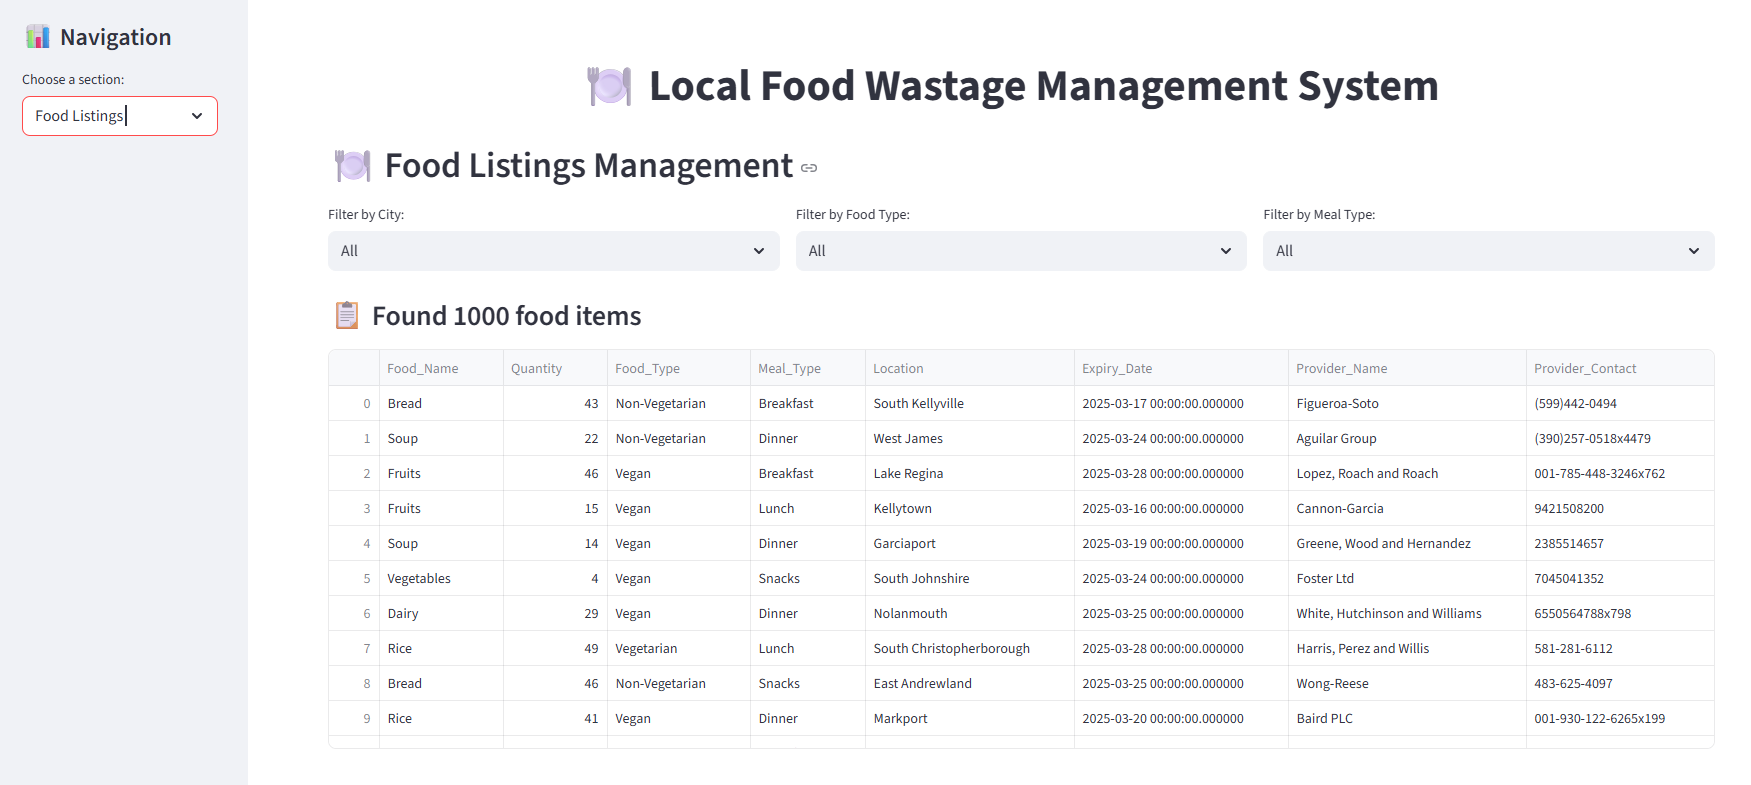 Navigation
Choose a section:
Food Listings
Local Food Wastage Management System
Food Listings Management
Filter by City: Filter by Food Type: Filter by Meal Type:
All All All
Found 1000 food items
Food_Name Quantity Food_Type Meal_Type Location Expiry_Date Provider_Name Provider_Contact
0 Bread 43 Non-Vegetarian Breakfast South Kellyville 2025-03-17 00:00:00.000000 Figueroa-Soto (599)442-0494
1 Soup 22 Non-Vegetarian Dinner West James 2025-03-24 00:00:00.000000 Aguilar Group (390)257-0518x4479
2 Fruits 46 Vegan Breakfast Lake Regina 2025-03-28 00:00:00.000000 Lopez, Roach and Roach 001-785-448-3246x762
3 Fruits 15 Vegan Lunch Kellytown 2025-03-16 00:00:00.000000 Cannon-Garcia 9421508200
4 Soup 14 Vegan Dinner Garciaport 2025-03-19 00:00:00.000000 Greene, Wood and Hernandez 2385514657
5 Vegetables 4 Vegan Snacks South Johnshire 2025-03-24 00:00:00.000000 Foster Ltd 7045041352
6 Dairy 29 Vegan Dinner Nolanmouth 2025-03-25 00:00:00.000000 White, Hutchinson and Williams 6550564788x798
7 Rice 49 Vegetarian Lunch South Christopherborough 2025-03-28 00:00:00.000000 Harris, Perez and Willis 581-281-6112
8 Bread 46 Non-Vegetarian Snacks East Andrewland 2025-03-25 00:00:00.000000 Wong-Reese 483-625-4097
9 Rice 41 Vegan Dinner Markport 2025-03-20 00:00:00.000000 Baird PLC 001-930-122-6265x199